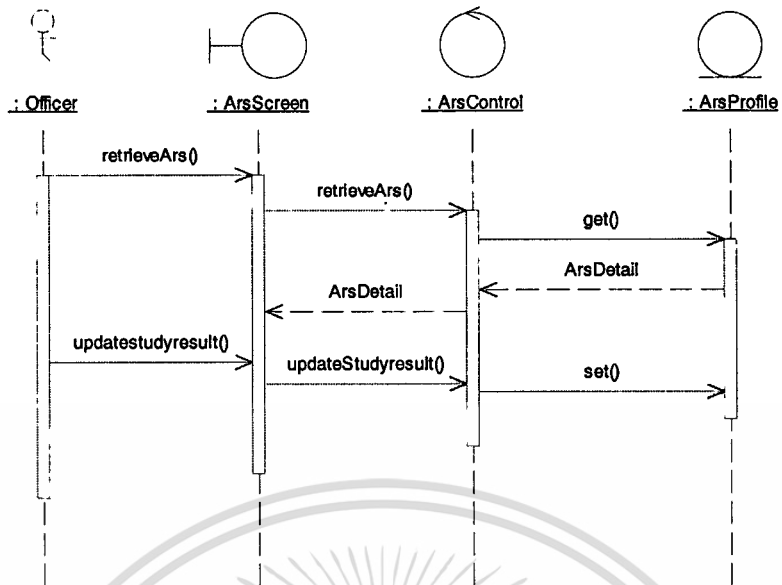 : Officer
: ArsScreen
: ArsControl
: ArsProfile
retrieveArs()
retrieveArs()
get()
ArsDetail
ArsDetail
updatestudyresult()
updateStudyresult()
set()